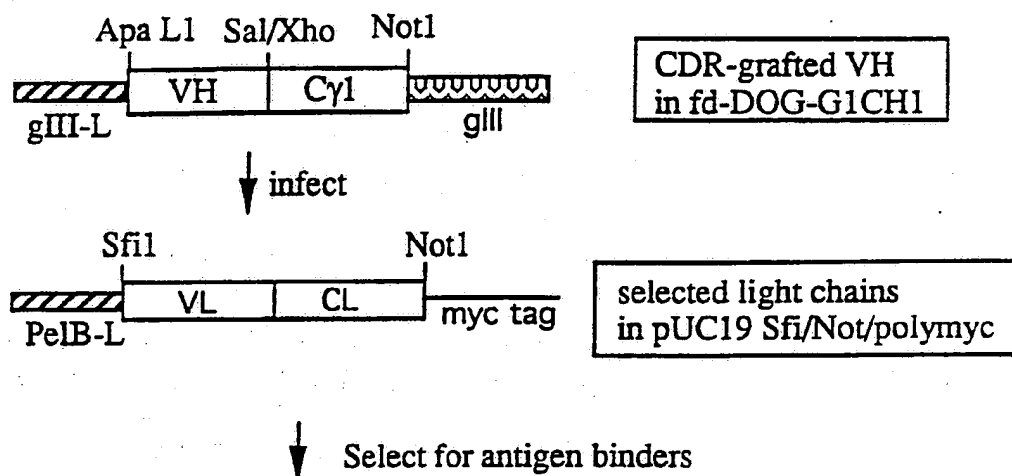 Apa L1 Sal/Xho Not1
VH Cγ1
gIII-L gIII
CDR-grafted VH
in fd-DOG-G1CH1
infect
Sfi1 Not1
VL CL
PelB-L myc tag
selected light chains
in pUC19 Sfi/Not/polymyc
Select for antigen binders